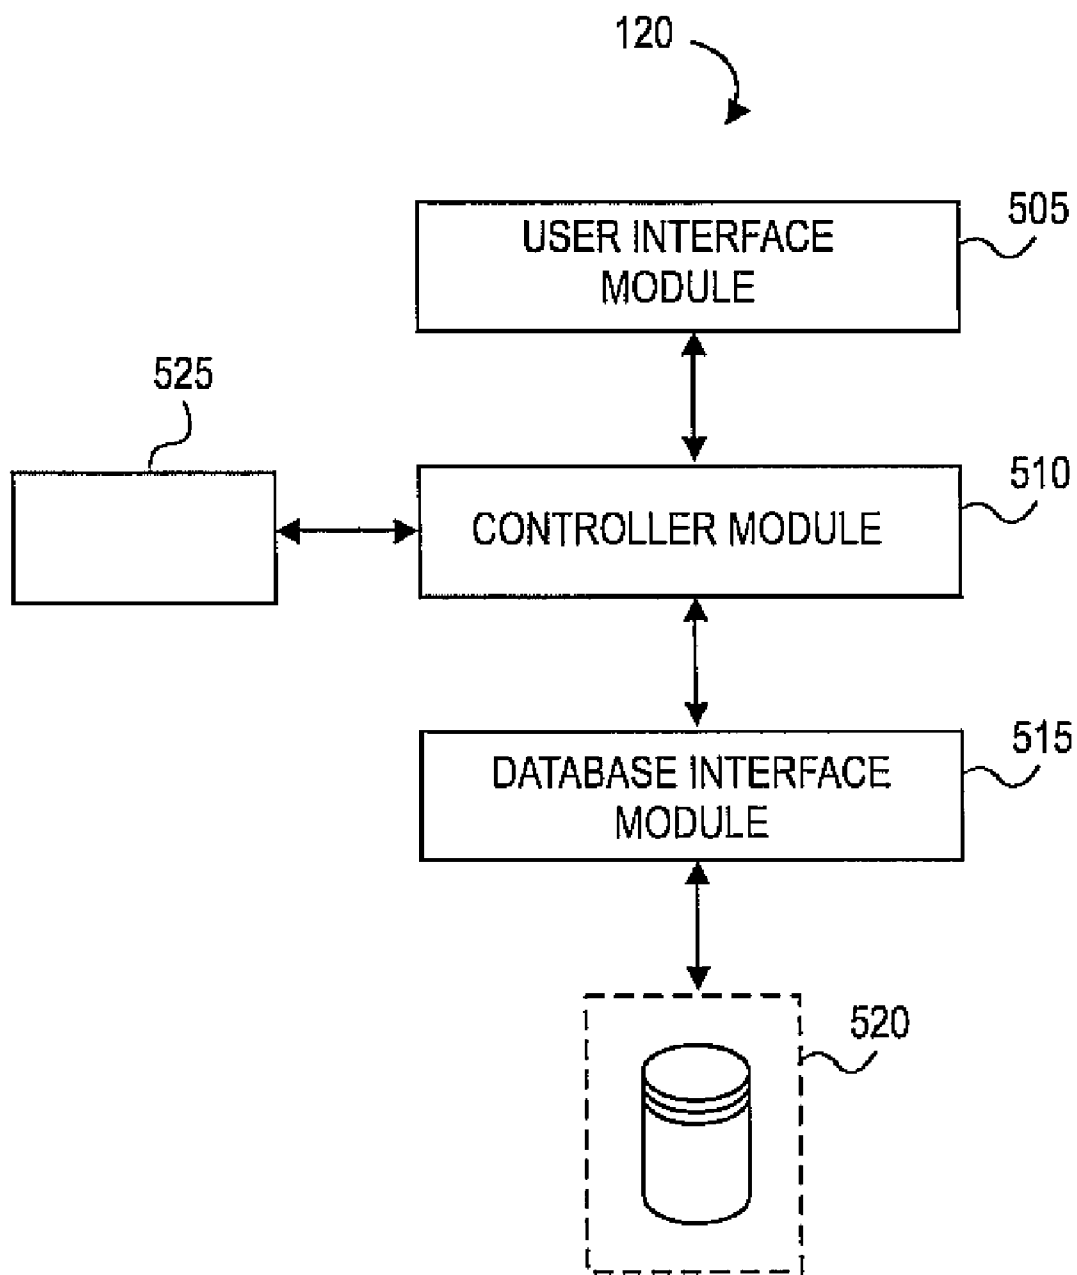 120
USER INTERFACE
MODULE
505
525
CONTROLLER MODULE
510
DATABASE INTERFACE
MODULE
515
520